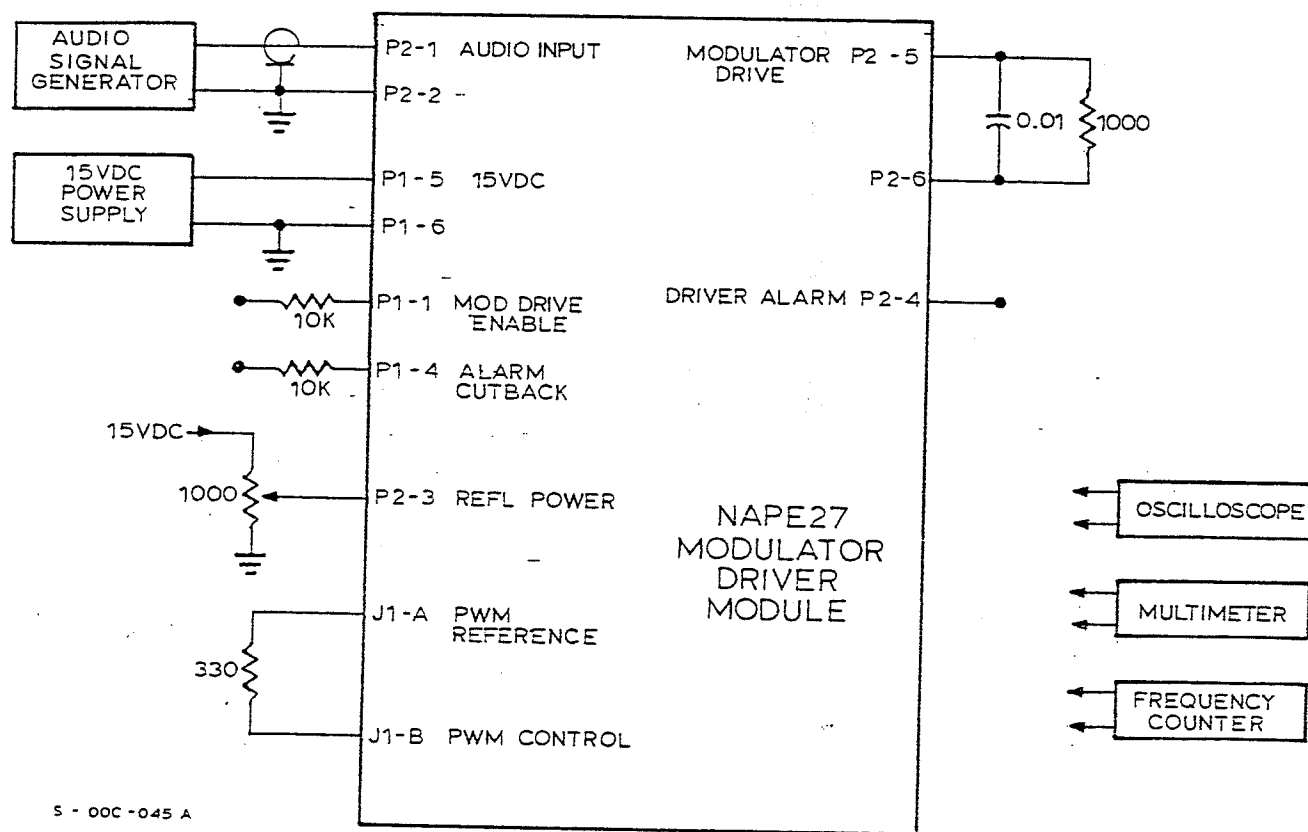 AUDIO
SIGNAL
GENERATOR
P2-1 AUDIO INPUT
P2-2 -
MODULATOR P2-5
DRIVE
0.01
1000
P2-6
15VDC
POWER
SUPPLY
P1-5 15VDC
P1-6
10K
P1-1 MOD DRIVE
ENABLE
DRIVER ALARM P2-4
10K
P1-4 ALARM
CUTBACK
15VDC
1000
P2-3 REFL POWER
NAPE27
MODULATOR
DRIVER
MODULE
OSCILLOSCOPE
MULTIMETER
FREQUENCY
COUNTER
J1-A PWM
REFERENCE
330
J1-B PWM CONTROL
S - 00C - 045 A